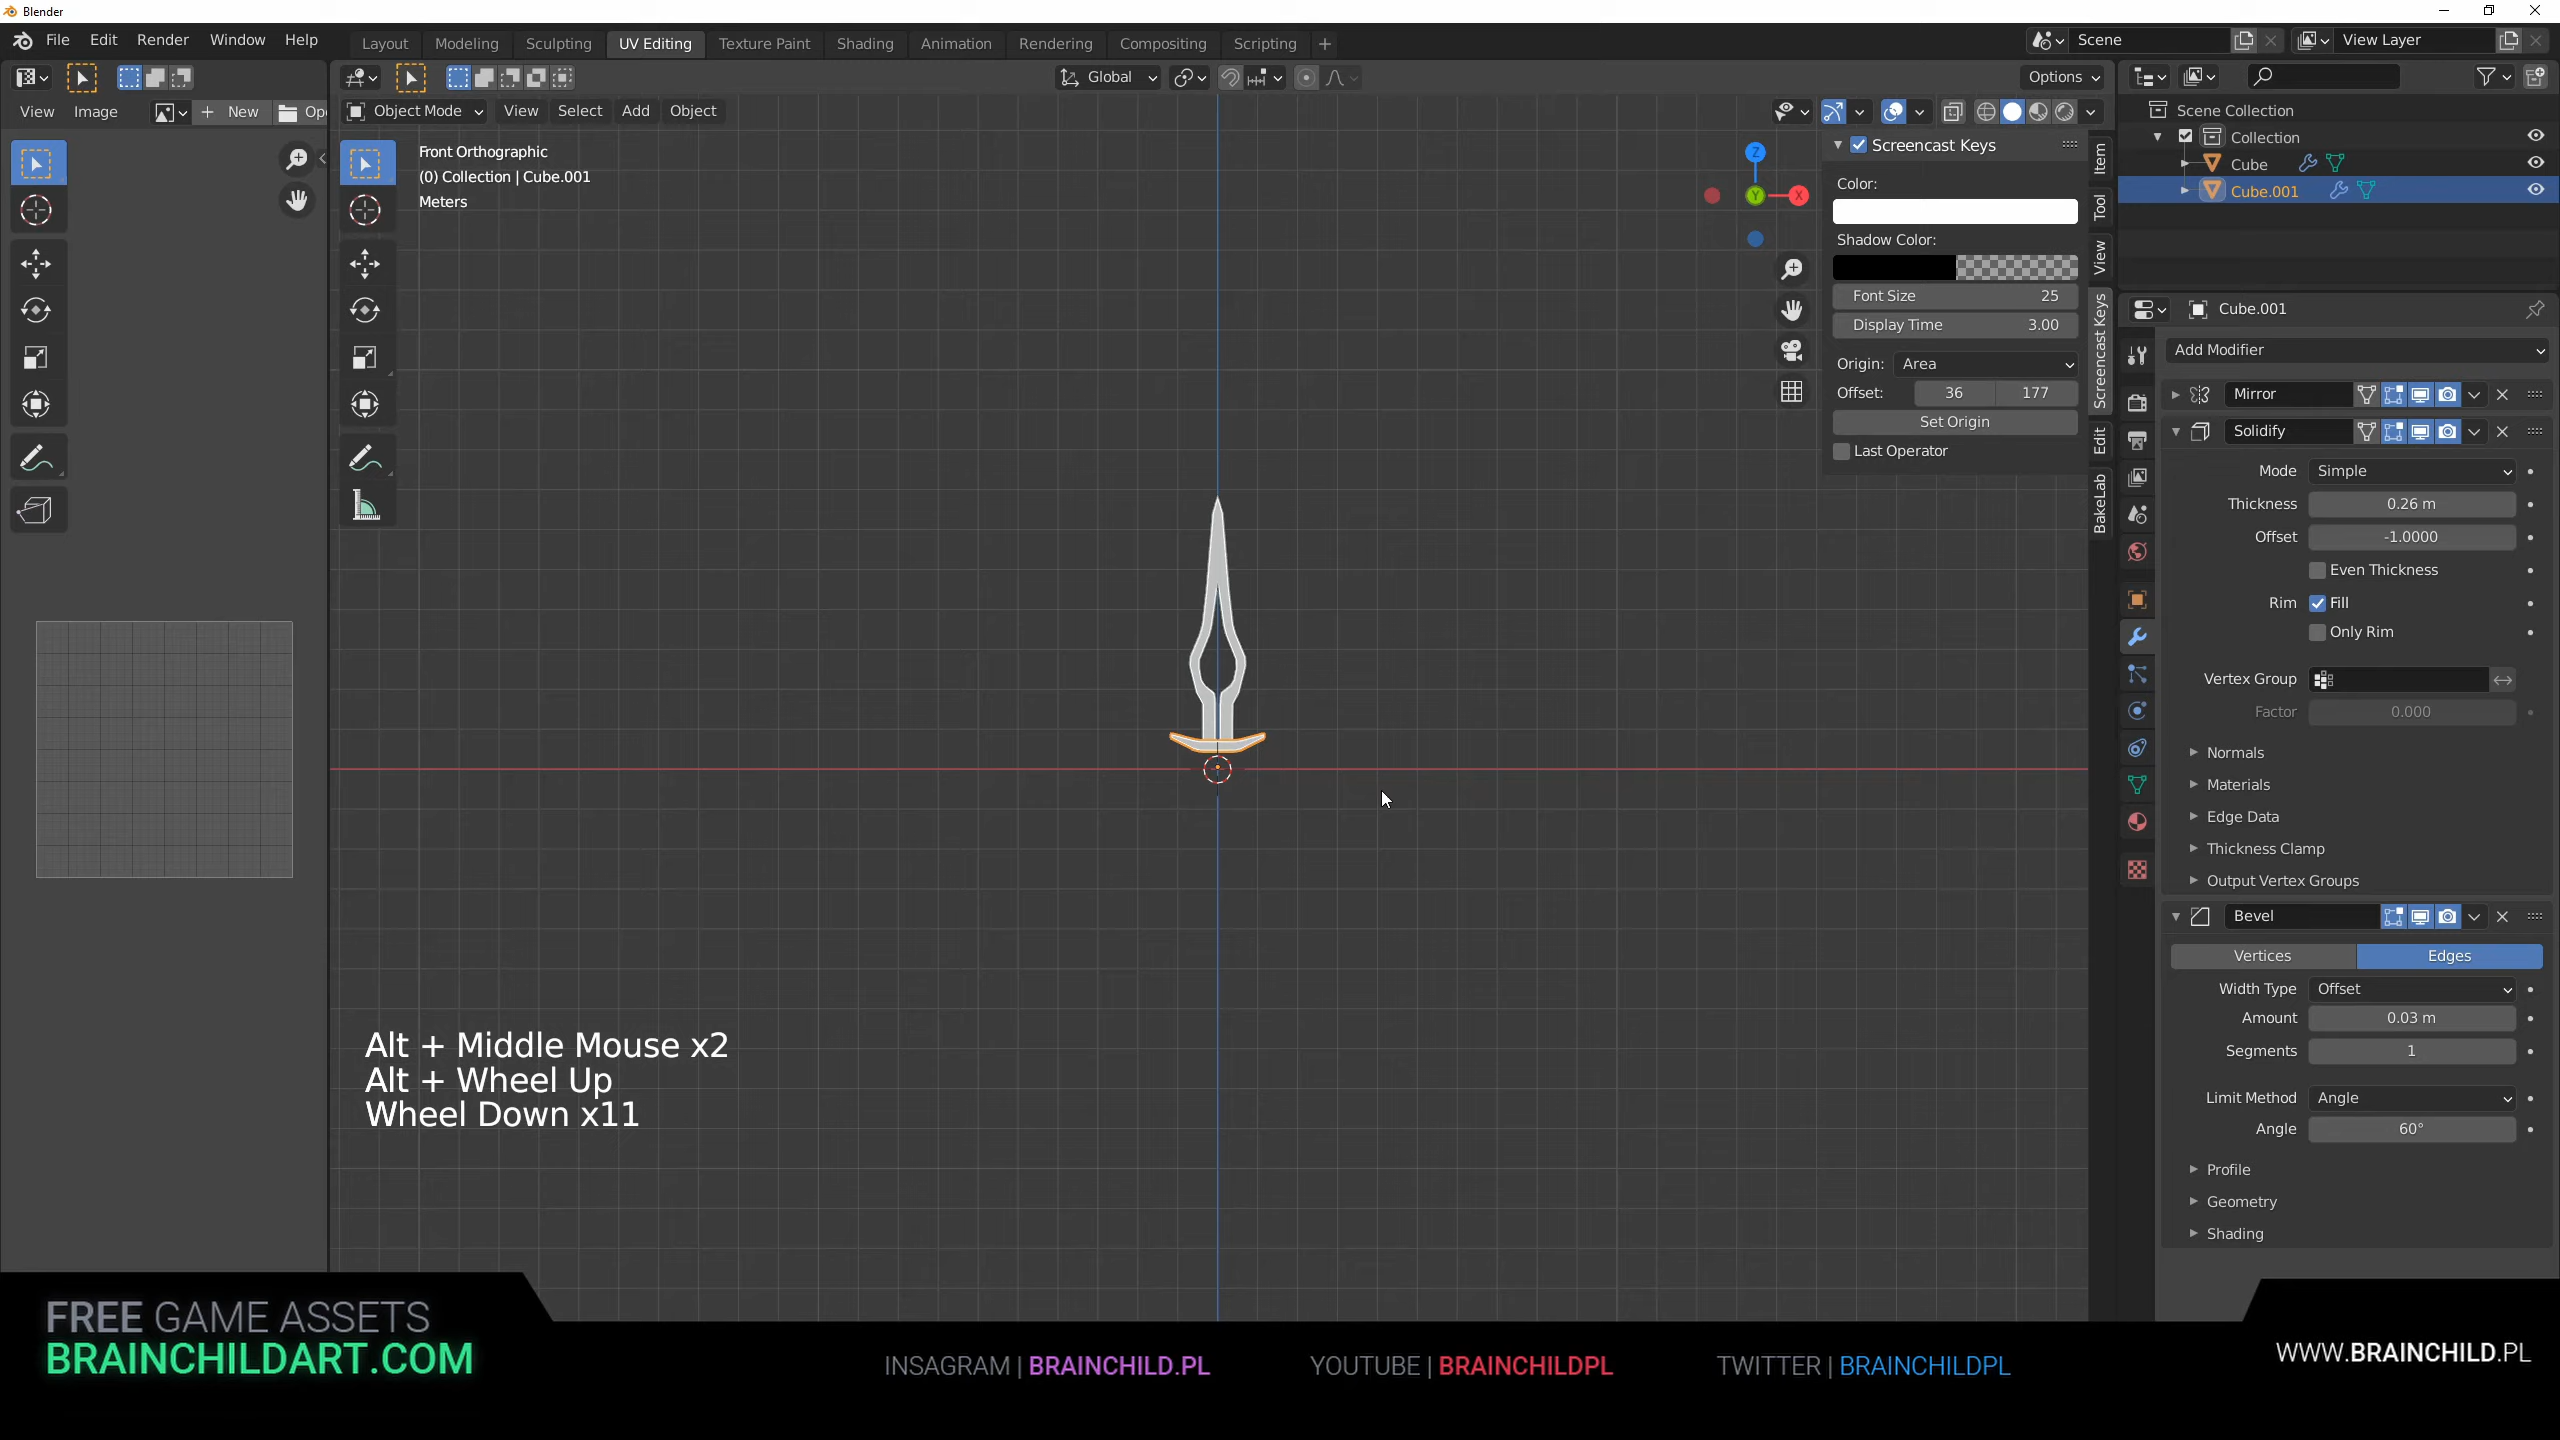 Blender
File Edit Render Window Help Layout Modeling Sculpting UV Editing Texture Paint Shading Animation Rendering Compositing Scripting + Scene View Layer
Global Options
View Image New Op Object Mode View Select Add Object
Front Orthographic
(0) Collection | Cube.001
Meters
Z
Y
X
Screencast Keys
Color:
Shadow Color:
Font Size 25
Display Time 3.00
Origin: Area
Offset: 36 177
Set Origin
Last Operator
Item
Tool
View
Screencast Keys
Edit
BakeLab
Scene Collection
Collection
Cube
Cube.001
Cube.001
Add Modifier
Mirror
Solidify
Mode Simple
Thickness 0.26 m
Offset -1.0000
Even Thickness
Rim Fill
Only Rim
Vertex Group
Factor 0.000
Normals
Materials
Edge Data
Thickness Clamp
Output Vertex Groups
Bevel
Vertices Edges
Width Type Offset
Amount 0.03 m
Segments 1
Limit Method Angle
Angle 60°
Profile
Geometry
Shading
Alt + Middle Mouse x2
Alt + Wheel Up
Wheel Down x11
FREE GAME ASSETS
BRAINCHILDART.COM
INSAGRAM | BRAINCHILD.PL YOUTUBE | BRAINCHILDPL TWITTER | BRAINCHILDPL WWW.BRAINCHILD.PL